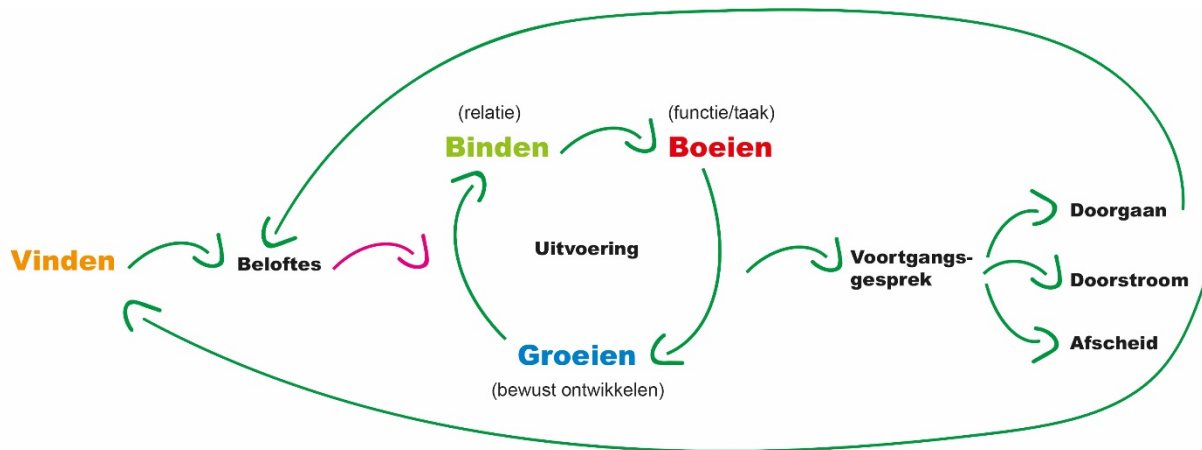 Vinden
Beloftes
(relatie)
Binden
(functie/taak)
Boeien
Uitvoering
Groeien
(bewust ontwikkelen)
Voortgangs-
gesprek
Doorgaan
Doorstroom
Afscheid